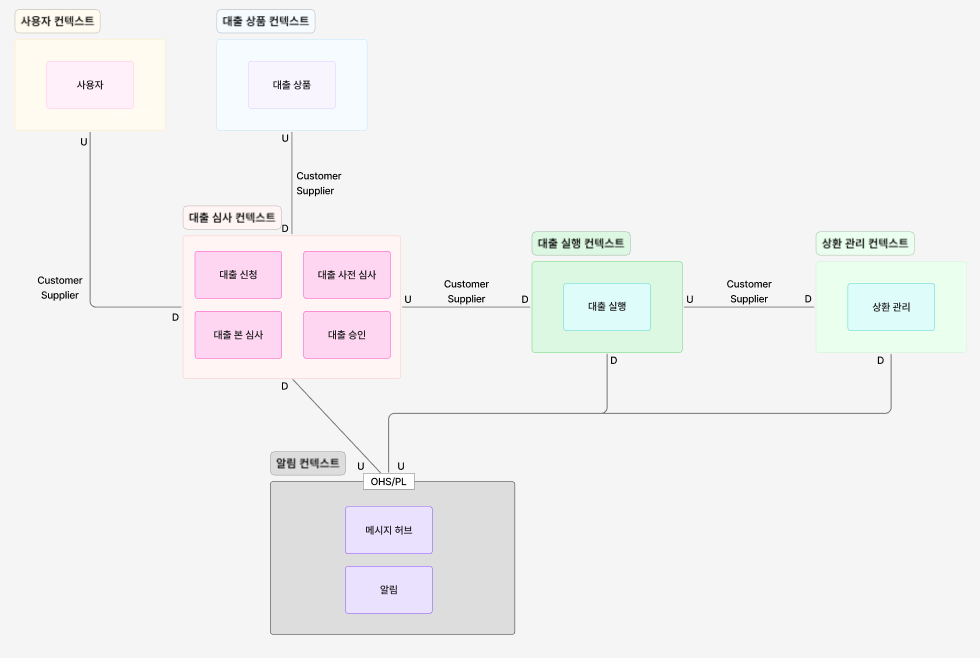 사용자 컨텍스트
대출 상품 컨텍스트
사용자
대출 상품
U
U
Customer
Supplier
대출 심사 컨텍스트
D
대출 실행 컨텍스트
상환 관리 컨텍스트
대출 신청
대출 사전 심사
Customer
Supplier
D
U
Customer
Supplier
D
대출 실행
U
Customer
Supplier
D
상환 관리
대출 본 심사
대출 승인
D
D
D
알림 컨텍스트
U
U
OHS/PL
메시지 허브
알림